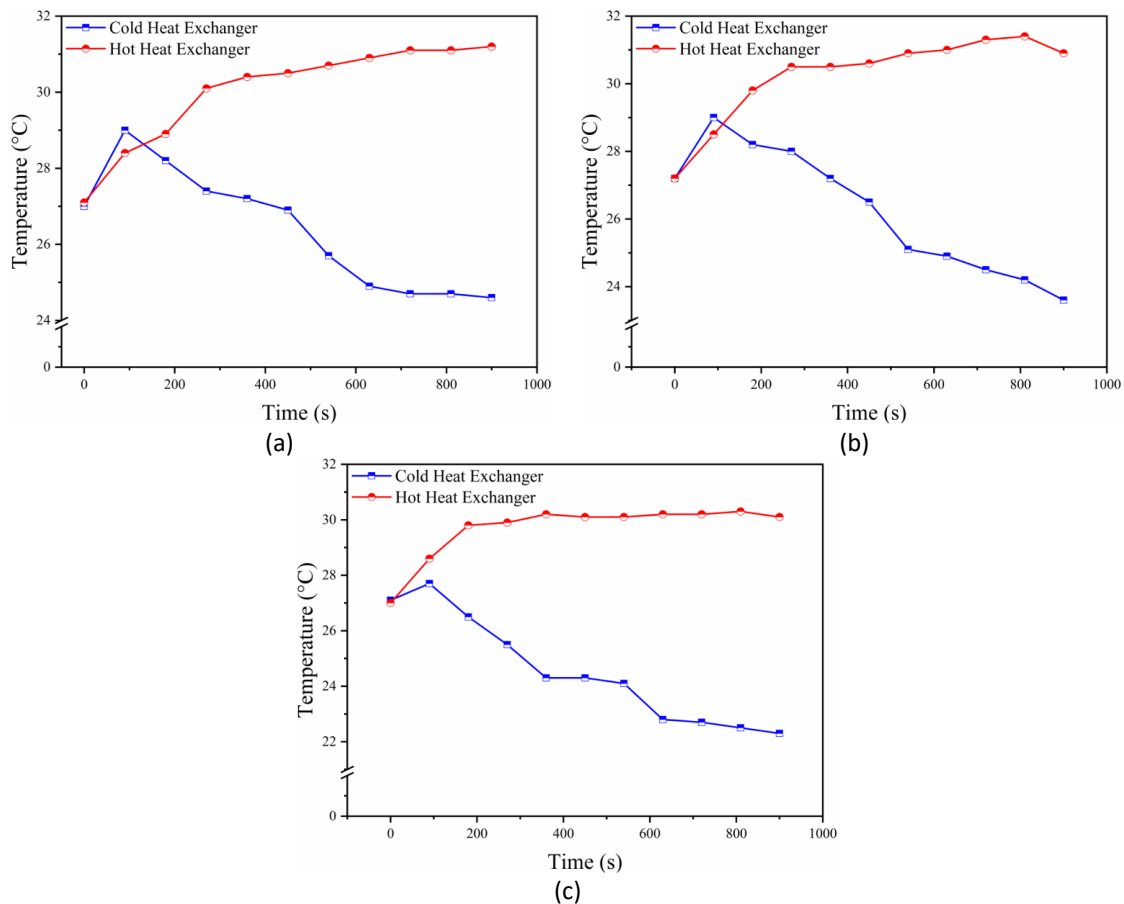 32
Cold Heat Exchanger
Hot Heat Exchanger
30
28
26
24
0
Temperature (°C)
0 200 400 600 800 1000
Time (s)
(a)
32
Cold Heat Exchanger
Hot Heat Exchanger
30
28
26
24
0
Temperature (°C)
0 200 400 600 800 1000
Time (s)
(b)
32
Cold Heat Exchanger
Hot Heat Exchanger
30
28
26
24
22
0
Temperature (°C)
0 200 400 600 800 1000
Time (s)
(c)